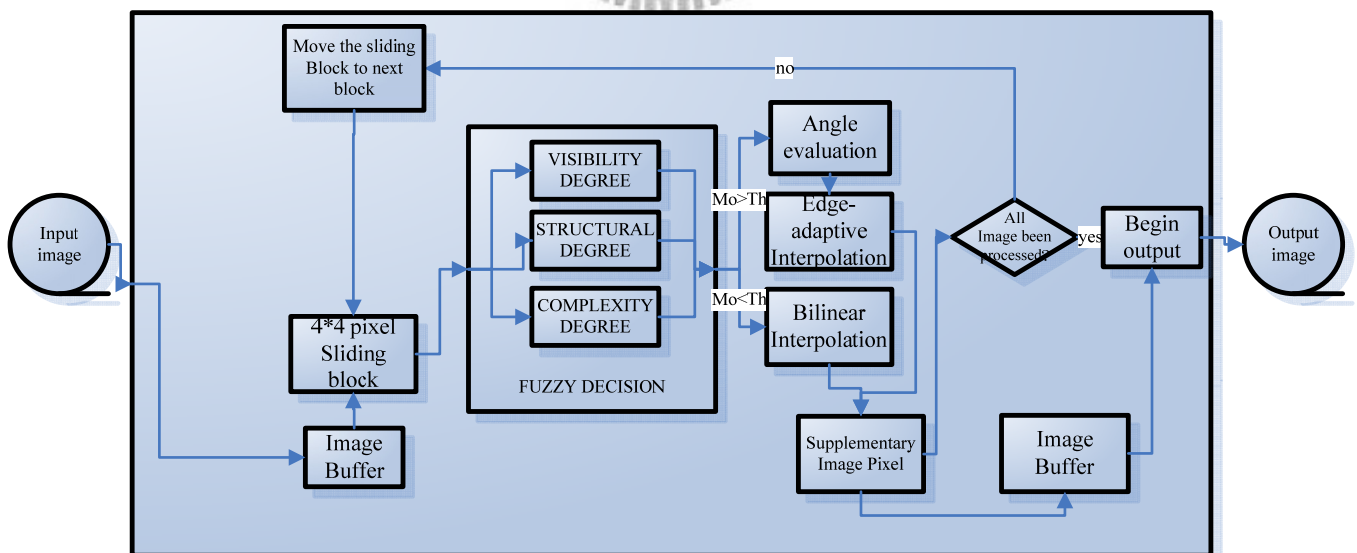 Move the sliding
Block to next
block
no
Input
image
4*4 pixel
Sliding
block
Image
Buffer
VISIBILITY
DEGREE
STRUCTURAL
DEGREE
COMPLEXITY
DEGREE
FUZZY DECISION
Mo>Th
Mo<Th
Angle
evaluation
Edge-
adaptive
Interpolation
Bilinear
Interpolation
Supplementary
Image Pixel
All
Image been
processed?
yes
Begin
output
Image
Buffer
Output
image